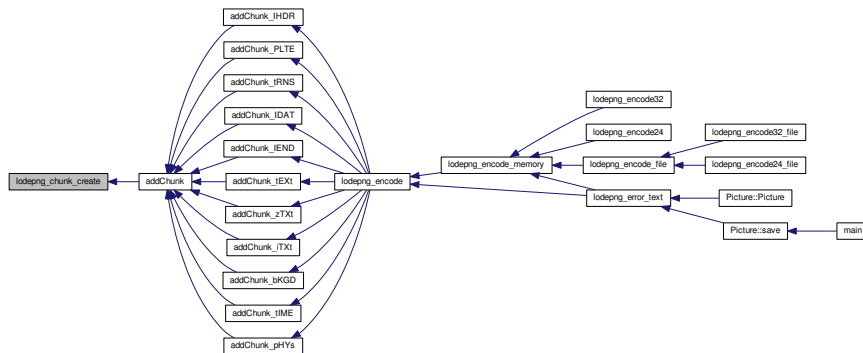 addChunk_IHDR
addChunk_PLTE
addChunk_tRNS
addChunk_IDAT
addChunk_IEND
addChunk_tEXt
addChunk_zTXt
addChunk_iTXt
addChunk_bKGD
addChunk_tIME
addChunk_pHYs
lodepng_chunk_create
addChunk
lodepng_encode
lodepng_encode_memory
lodepng_error_text
lodepng_encode32
lodepng_encode24
lodepng_encode_file
lodepng_encode32_file
lodepng_encode24_file
Picture::Picture
Picture::save
main